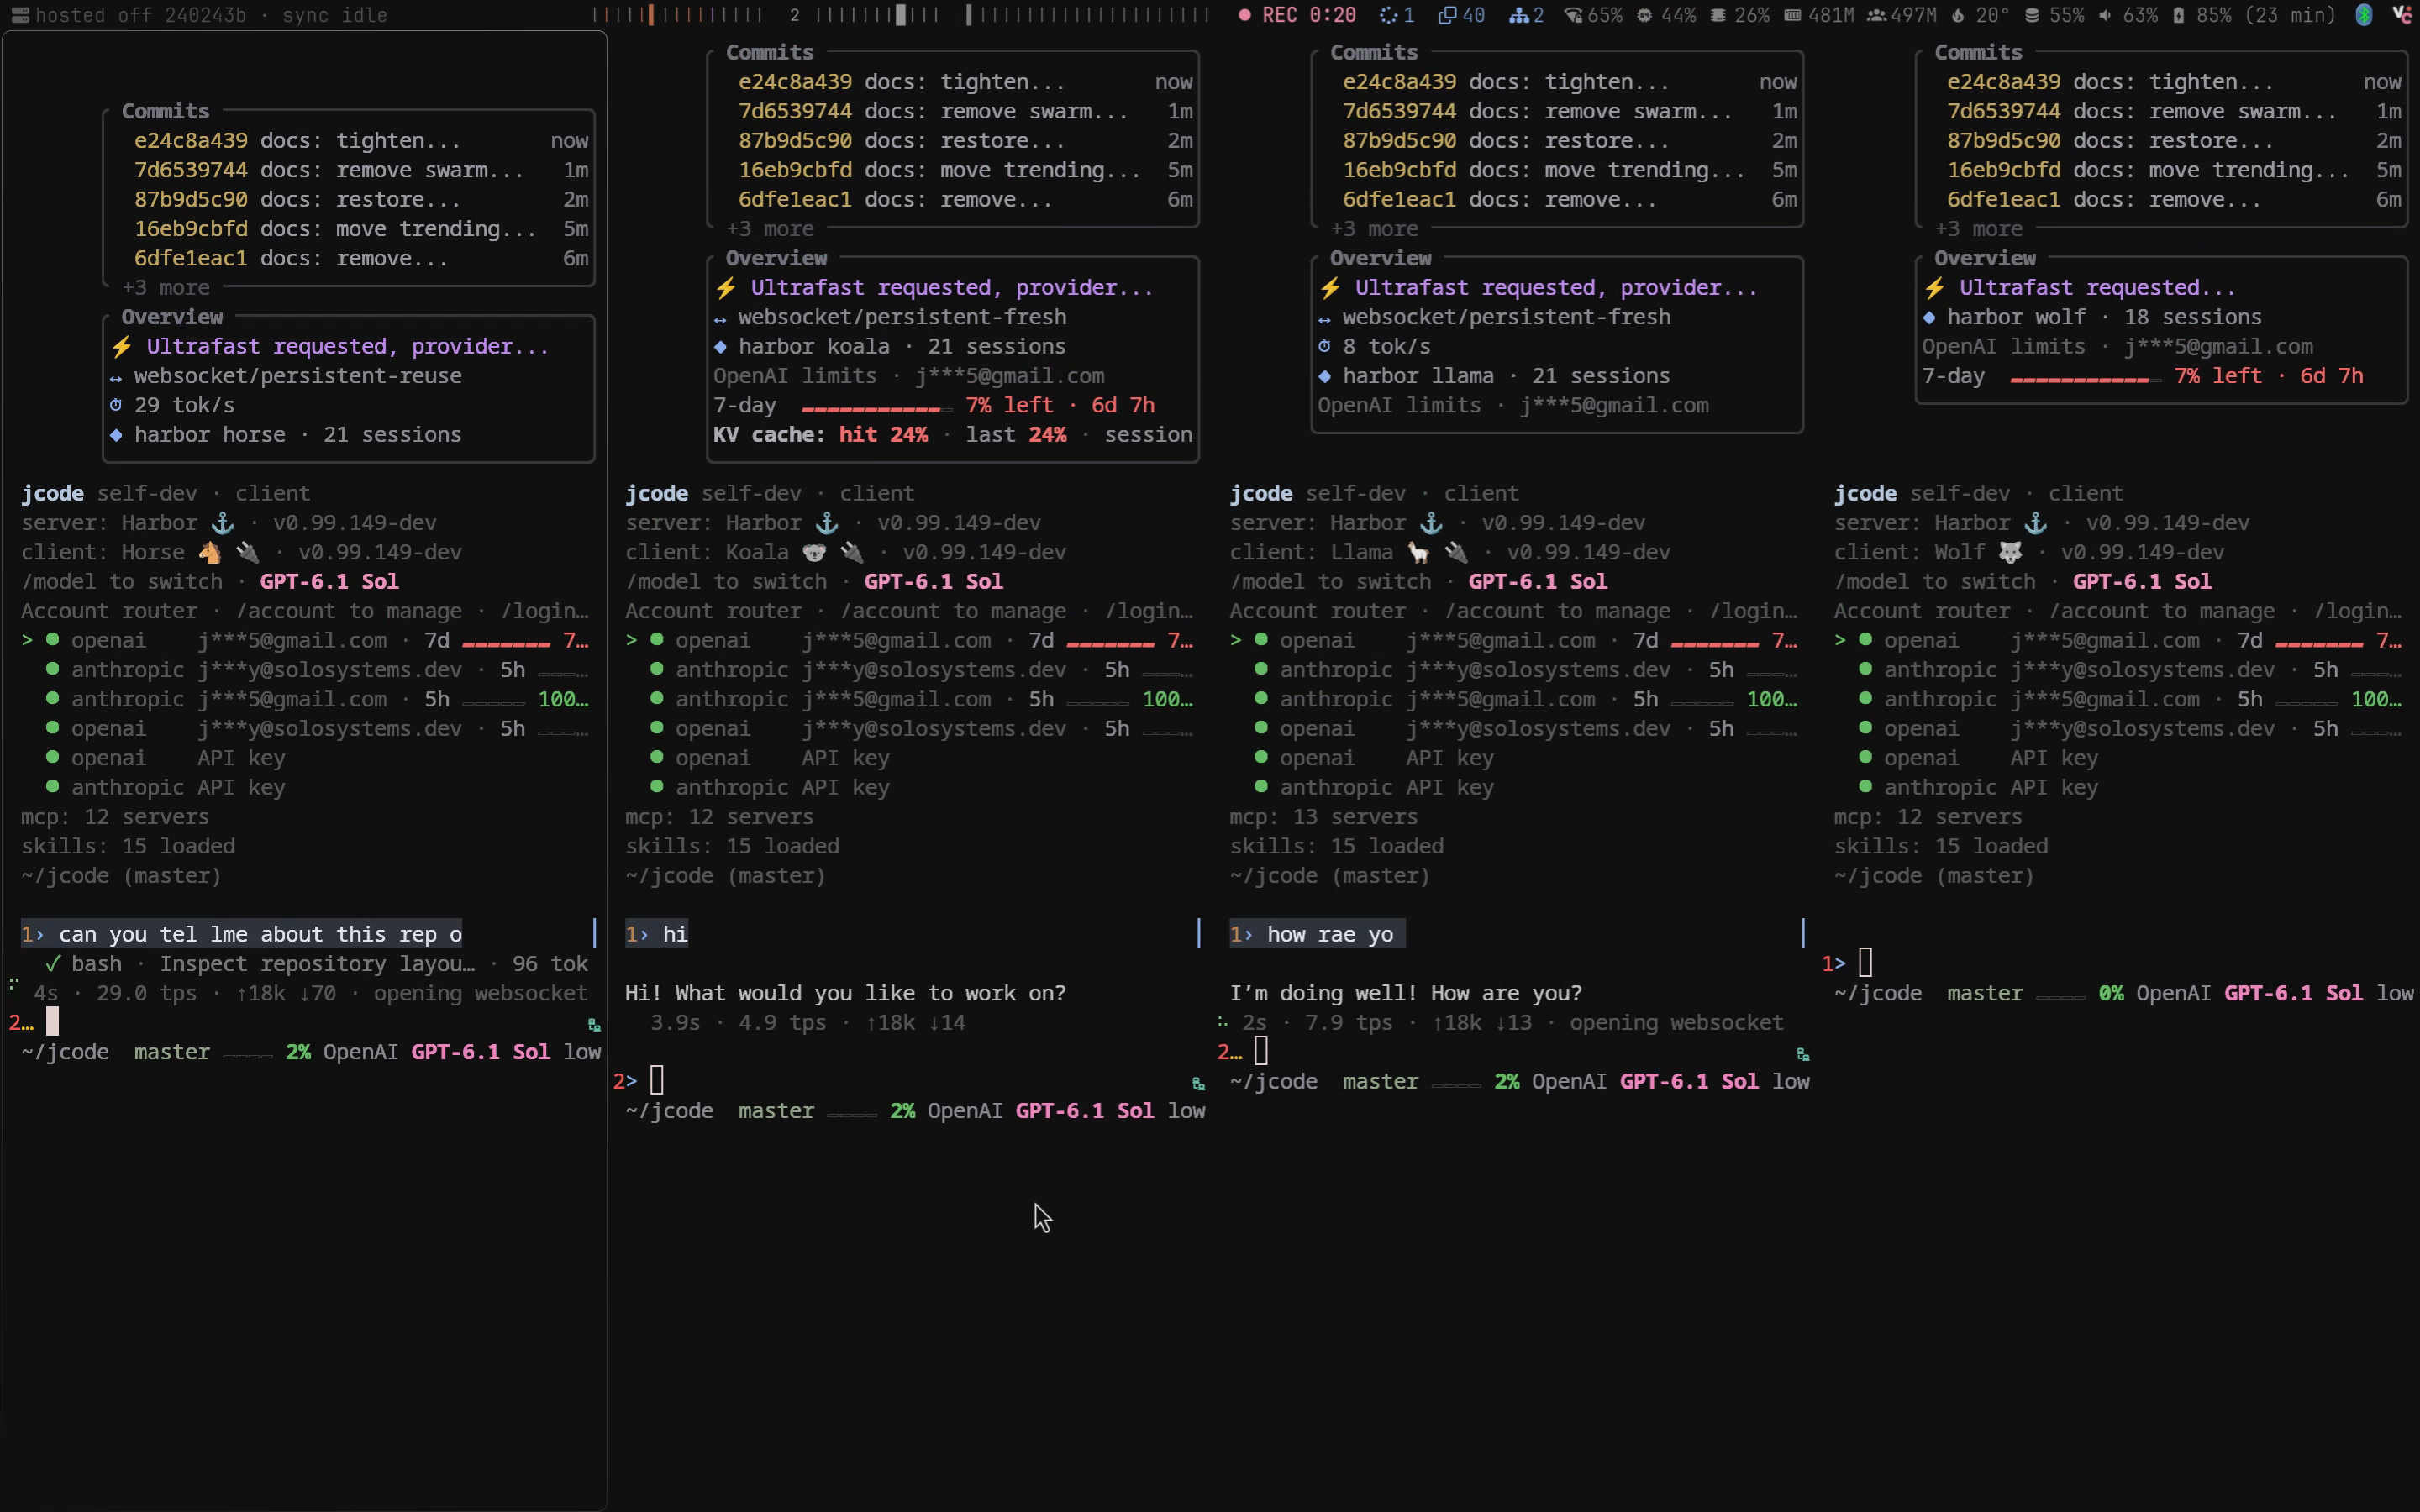 hosted off 240243b · sync idle
2
REC 0:20 1 40 2 65% 44% 26% 481M 497M 20° 55% 63% 85% (23 min)
Commits
e24c8a439 docs: tighten... now
7d6539744 docs: remove swarm... 1m
87b9d5c90 docs: restore... 2m
16eb9cbfd docs: move trending... 5m
6dfe1eac1 docs: remove... 6m
+3 more
Overview
⚡ Ultrafast requested, provider...
↔ websocket/persistent-reuse
⏱ 29 tok/s
◆ harbor horse · 21 sessions
jcode self-dev · client
server: Harbor ⚓ · v0.99.149-dev
client: Horse 🐴 🔌 · v0.99.149-dev
/model to switch · GPT-6.1 Sol
Account router · /account to manage · /login…
> ● openai j***5@gmail.com · 7d 7…
● anthropic j***y@solosystems.dev · 5h …
● anthropic j***5@gmail.com · 5h 100…
● openai j***y@solosystems.dev · 5h …
● openai API key
● anthropic API key
mcp: 12 servers
skills: 15 loaded
~/jcode (master)
1› can you tel lme about this rep o
✓ bash · Inspect repository layou… · 96 tok
4s · 29.0 tps · ↑18k ↓70 · opening websocket
2…
~/jcode master 2% OpenAI GPT-6.1 Sol low
Commits
e24c8a439 docs: tighten... now
7d6539744 docs: remove swarm... 1m
87b9d5c90 docs: restore... 2m
16eb9cbfd docs: move trending... 5m
6dfe1eac1 docs: remove... 6m
+3 more
Overview
⚡ Ultrafast requested, provider...
↔ websocket/persistent-fresh
◆ harbor koala · 21 sessions
OpenAI limits · j***5@gmail.com
7-day 7% left · 6d 7h
KV cache: hit 24% · last 24% · session
jcode self-dev · client
server: Harbor ⚓ · v0.99.149-dev
client: Koala 🐨 🔌 · v0.99.149-dev
/model to switch · GPT-6.1 Sol
Account router · /account to manage · /login…
> ● openai j***5@gmail.com · 7d 7…
● anthropic j***y@solosystems.dev · 5h …
● anthropic j***5@gmail.com · 5h 100…
● openai j***y@solosystems.dev · 5h …
● openai API key
● anthropic API key
mcp: 12 servers
skills: 15 loaded
~/jcode (master)
1› hi
Hi! What would you like to work on?
3.9s · 4.9 tps · ↑18k ↓14
2>
~/jcode master 2% OpenAI GPT-6.1 Sol low
Commits
e24c8a439 docs: tighten... now
7d6539744 docs: remove swarm... 1m
87b9d5c90 docs: restore... 2m
16eb9cbfd docs: move trending... 5m
6dfe1eac1 docs: remove... 6m
+3 more
Overview
⚡ Ultrafast requested, provider...
↔ websocket/persistent-fresh
⏱ 8 tok/s
◆ harbor llama · 21 sessions
OpenAI limits · j***5@gmail.com
jcode self-dev · client
server: Harbor ⚓ · v0.99.149-dev
client: Llama 🦙 🔌 · v0.99.149-dev
/model to switch · GPT-6.1 Sol
Account router · /account to manage · /login…
> ● openai j***5@gmail.com · 7d 7…
● anthropic j***y@solosystems.dev · 5h …
● anthropic j***5@gmail.com · 5h 100…
● openai j***y@solosystems.dev · 5h …
● openai API key
● anthropic API key
mcp: 13 servers
skills: 15 loaded
~/jcode (master)
1› how rae yo
I’m doing well! How are you?
2s · 7.9 tps · ↑18k ↓13 · opening websocket
2…
~/jcode master 2% OpenAI GPT-6.1 Sol low
Commits
e24c8a439 docs: tighten... now
7d6539744 docs: remove swarm... 1m
87b9d5c90 docs: restore... 2m
16eb9cbfd docs: move trending... 5m
6dfe1eac1 docs: remove... 6m
+3 more
Overview
⚡ Ultrafast requested...
◆ harbor wolf · 18 sessions
OpenAI limits · j***5@gmail.com
7-day 7% left · 6d 7h
jcode self-dev · client
server: Harbor ⚓ · v0.99.149-dev
client: Wolf 🐺 · v0.99.149-dev
/model to switch · GPT-6.1 Sol
Account router · /account to manage · /login…
> ● openai j***5@gmail.com · 7d 7…
● anthropic j***y@solosystems.dev · 5h …
● anthropic j***5@gmail.com · 5h 100…
● openai j***y@solosystems.dev · 5h …
● openai API key
● anthropic API key
mcp: 12 servers
skills: 15 loaded
~/jcode (master)
1>
~/jcode master 0% OpenAI GPT-6.1 Sol low